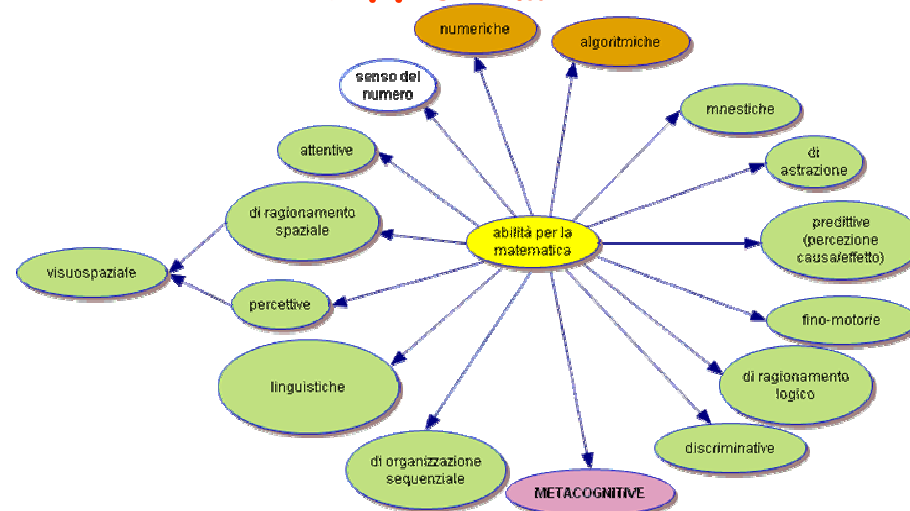 numeriche
algoritmiche
senso del
numero
mnestiche
attentive
di
astrazione
di ragionamento
spaziale
abilità per la
matematica
predittive
(percezione
causa/effetto)
visuospaziale
percettive
fino-motorie
linguistiche
di ragionamento
logico
discriminative
di organizzazione
sequenziale
METACOGNITIVE